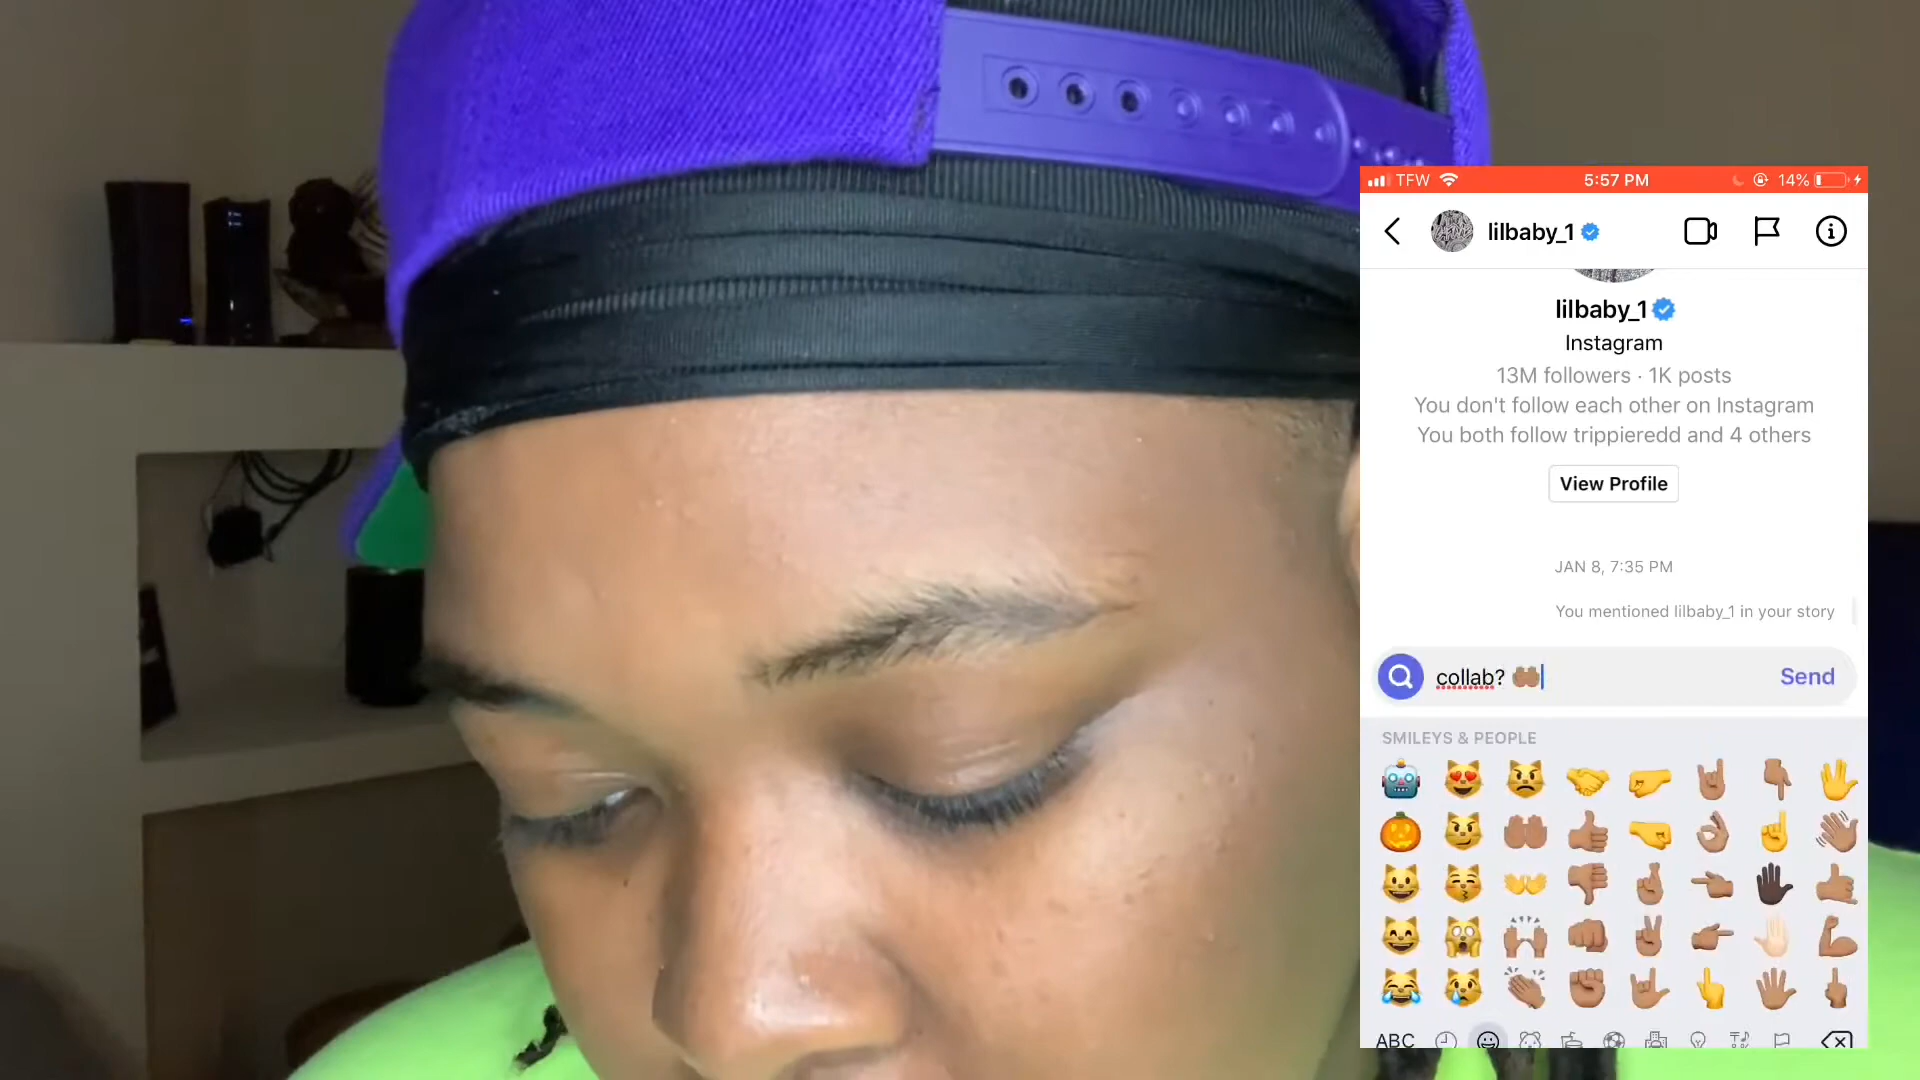 TFW 5:57 PM 14%
lilbaby_1
lilbaby_1
Instagram
13M followers · 1K posts
You don't follow each other on Instagram
You both follow trippieredd and 4 others
View Profile
JAN 8, 7:35 PM
You mentioned lilbaby_1 in your story
collab? 🤲🏽 Send
SMILEYS & PEOPLE
ABC